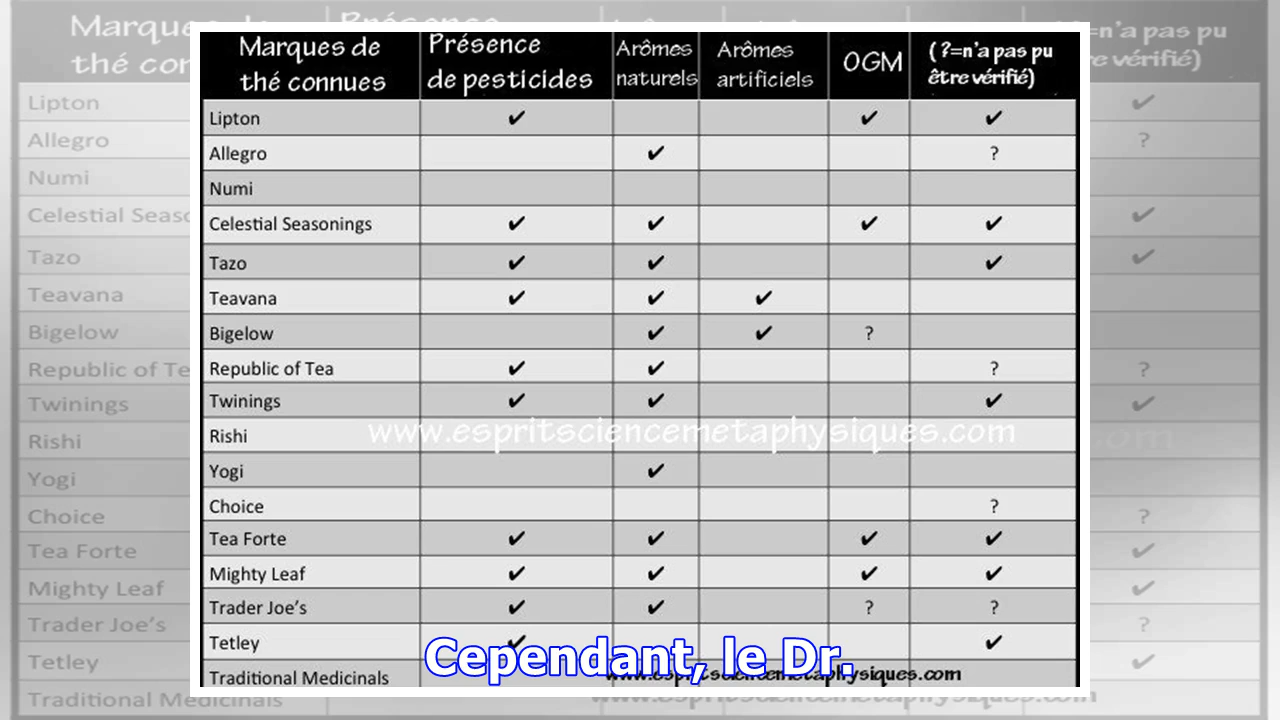 Marques de thé connues | Présence de pesticides | Arômes naturels | Arômes artificiels | OGM | (?=n'a pas pu être vérifié)
Lipton | ✔ | | | ✔ | ✔
Allegro | | ✔ | | | ?
Numi
Celestial Seasonings | ✔ | ✔ | | ✔ | ✔
Tazo | ✔ | ✔ | | | ✔
Teavana | ✔ | ✔ | ✔ | |
Bigelow | | ✔ | ✔ | ? |
Republic of Tea | ✔ | ✔ | | | ?
Twinings | ✔ | ✔ | | | ✔
www.espritsciencemetaphysiques.com
Rishi
Yogi | | ✔ | | |
Choice | | | | | ?
Tea Forte | ✔ | ✔ | | ✔ | ✔
Mighty Leaf | ✔ | ✔ | | ✔ | ✔
Trader Joe's | ✔ | ✔ | | ? | ?
Tetley | ✔ | | | | ✔
Traditional Medicinals
www.espritsciencemetaphysiques.com
Cependant, le Dr.